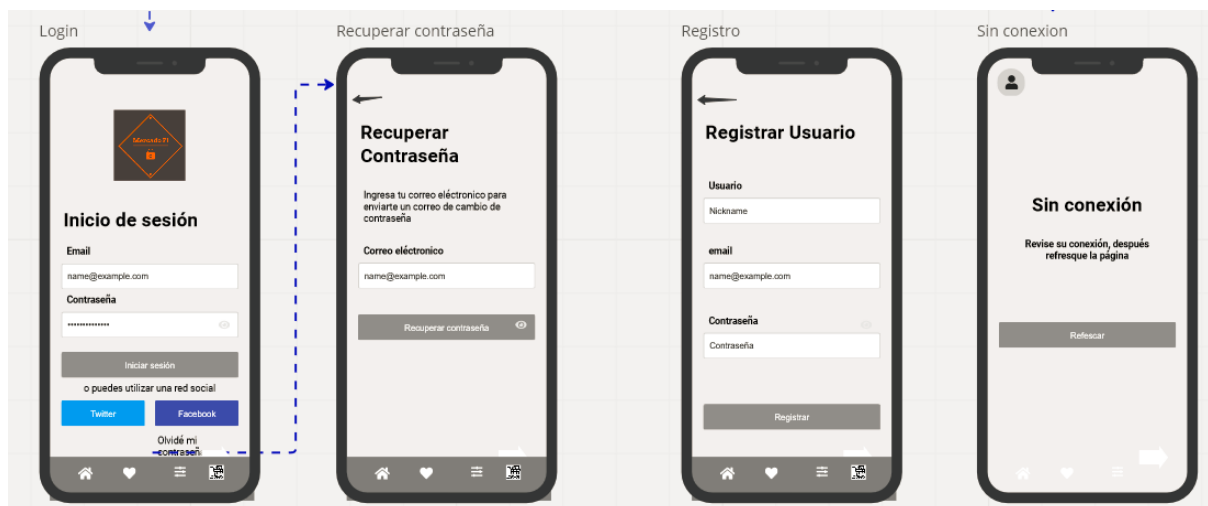 Login
Mercado Pi
Inicio de sesión
Email
name@example.com
Contraseña
Iniciar sesión
o puedes utilizar una red social
Twitter
Facebook
Olvidé mi
contraseña
Recuperar contraseña
Recuperar
Contraseña
Ingresa tu correo eléctronico para
enviarte un correo de cambio de
contraseña
Correo eléctronico
name@example.com
Recuperar contraseña
Registro
Registrar Usuario
Usuario
Nickname
email
name@example.com
Contraseña
Contraseña
Registrar
Sin conexion
Sin conexión
Revise su conexión, después
refresque la página
Refescar